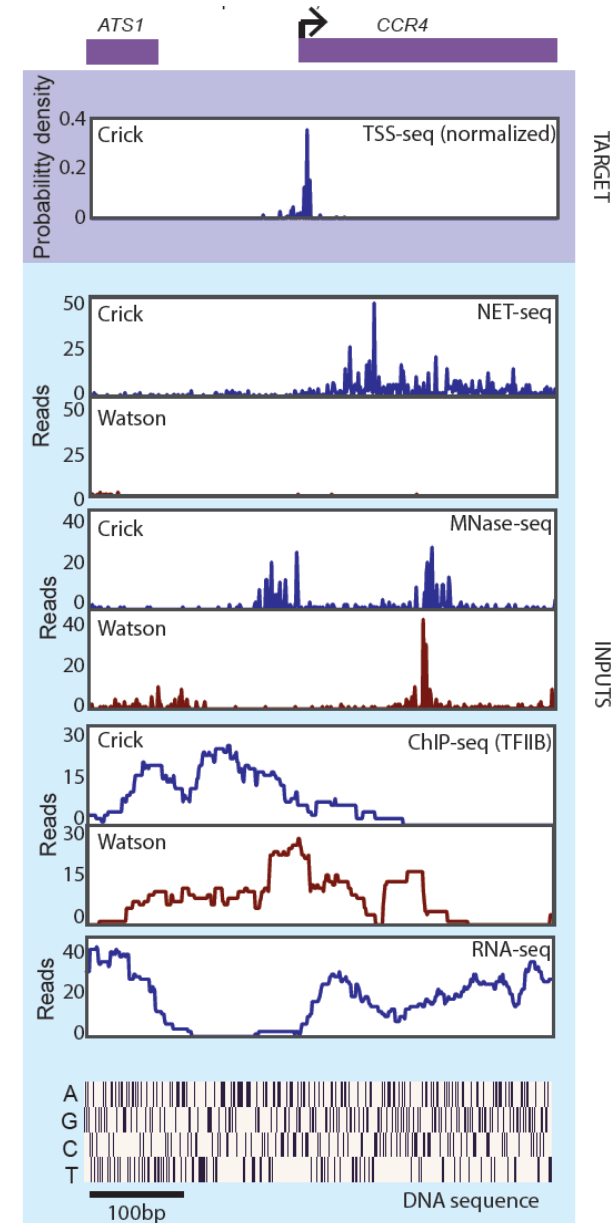 ATS1
CCR4
Probability density
0.4
0.2
0
Crick
TSS-seq (normalized)
TARGET
Reads
50
25
0
Crick
NET-seq
50
25
0
Watson
Reads
40
20
0
Crick
MNase-seq
40
20
0
Watson
INPUTS
Reads
30
15
0
Crick
ChIP-seq (TFIIB)
30
15
0
Watson
Reads
40
20
0
RNA-seq
A
G
C
T
100bp
DNA sequence